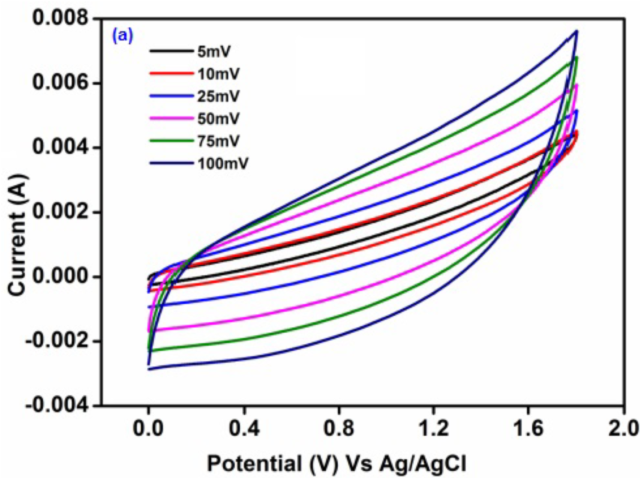 (a)
5mV
10mV
25mV
50mV
75mV
100mV
0.008
0.006
0.004
0.002
0.000
-0.002
-0.004
Current (A)
0.0 0.4 0.8 1.2 1.6 2.0
Potential (V) Vs Ag/AgCl